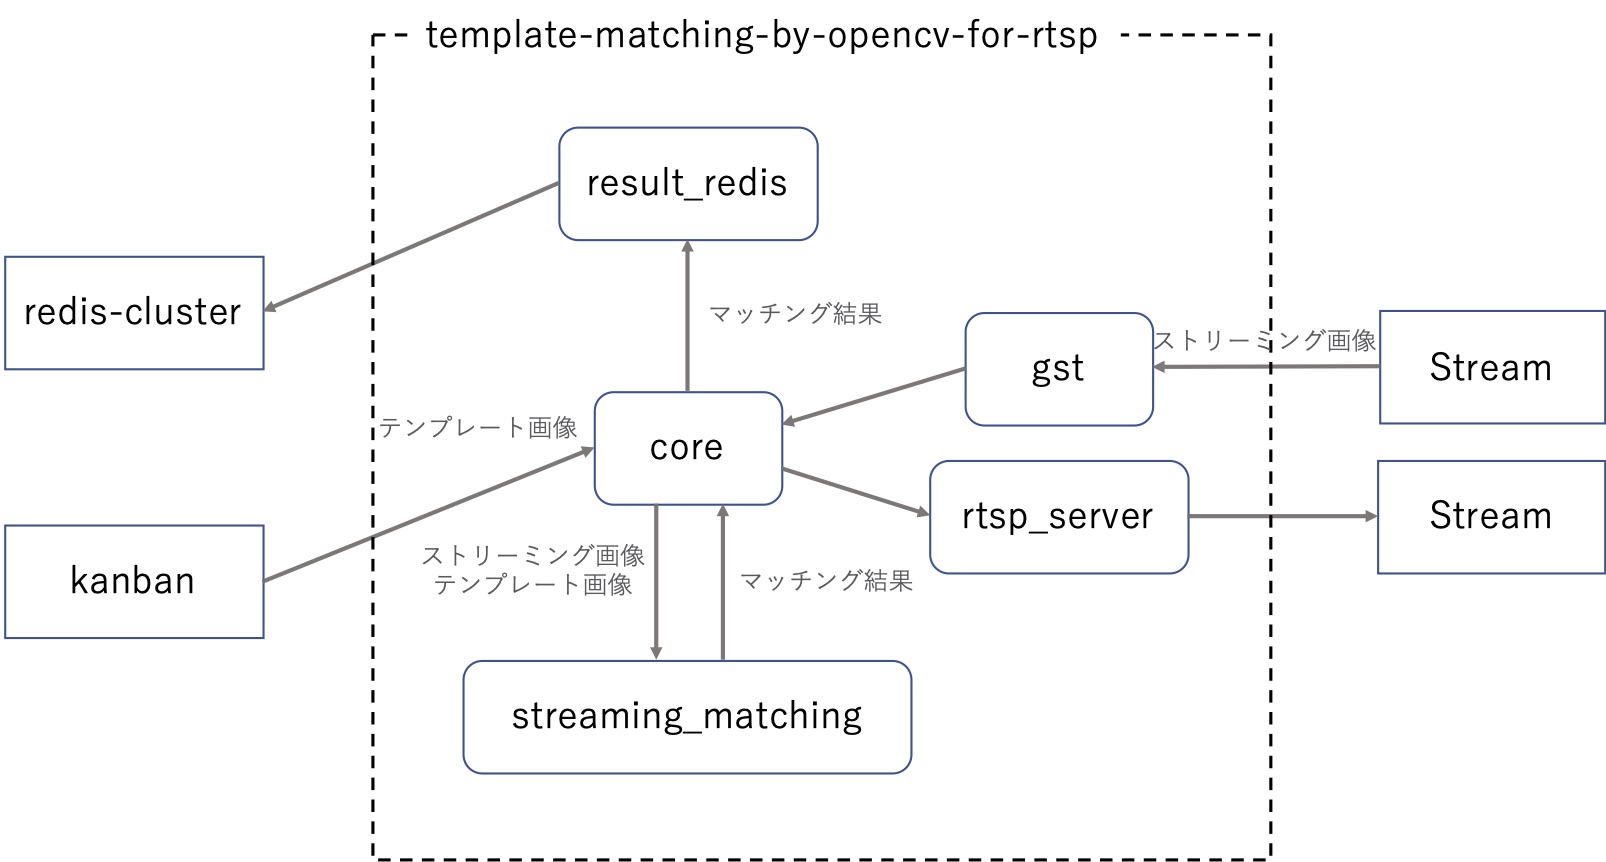 template-matching-by-opencv-for-rtsp
result_redis
redis-cluster
マッチング結果
gst
ストリーミング画像
Stream
テンプレート画像
core
rtsp_server
Stream
kanban
ストリーミング画像
テンプレート画像
マッチング結果
streaming_matching